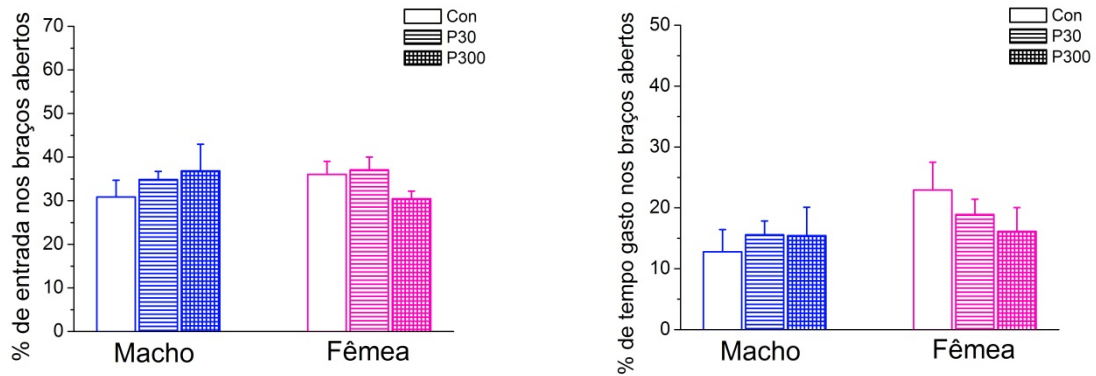 % de entrada nos braços abertos
70
60
50
40
30
20
10
0
Con
P30
P300
Macho
Fêmea
% de tempo gasto nos braços abertos
50
40
30
20
10
0
Con
P30
P300
Macho
Fêmea